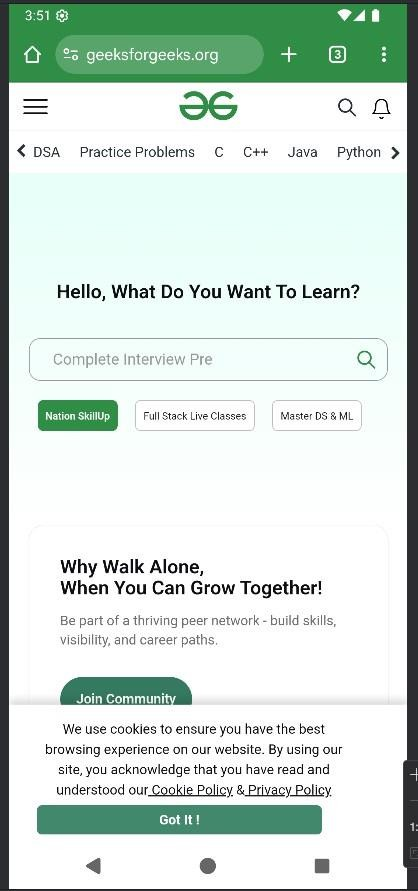 3:51
geeksforgeeks.org
3
DSA Practice Problems C C++ Java Python
Hello, What Do You Want To Learn?
Complete Interview Pre
Nation SkillUp Full Stack Live Classes Master DS & ML
Why Walk Alone,
When You Can Grow Together!
Be part of a thriving peer network - build skills,
visibility, and career paths.
Join Community
We use cookies to ensure you have the best
browsing experience on our website. By using our
site, you acknowledge that you have read and
understood our Cookie Policy & Privacy Policy
Got It !
1: